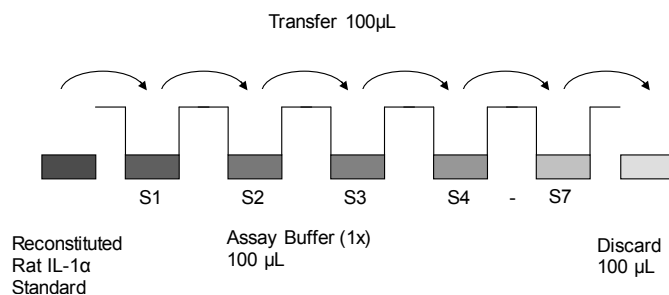 Transfer 100µL
S1 S2 S3 S4 - S7
Reconstituted
Rat IL-1α
Standard
Assay Buffer (1x)
100 µL
Discard
100 µL